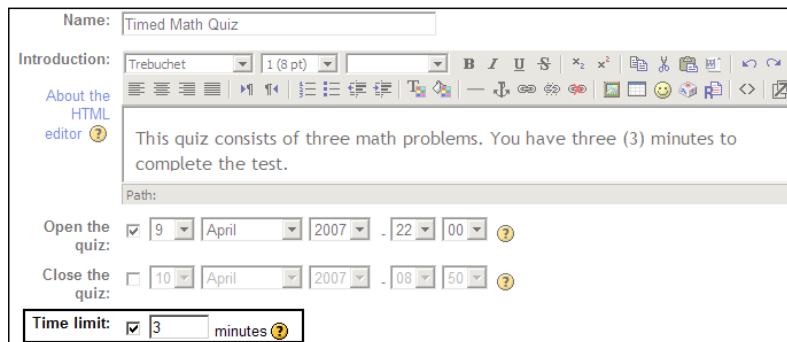 Name: Timed Math Quiz
Introduction: Trebuchet 1 (8 pt) B I U S ×₂ ×²
About the
HTML
editor ?
This quiz consists of three math problems. You have three (3) minutes to
complete the test.
Path:
Open the
quiz: 9 April 2007 - 22 00 ?
Close the
quiz: 10 April 2007 - 08 50 ?
Time limit: 3 minutes ?